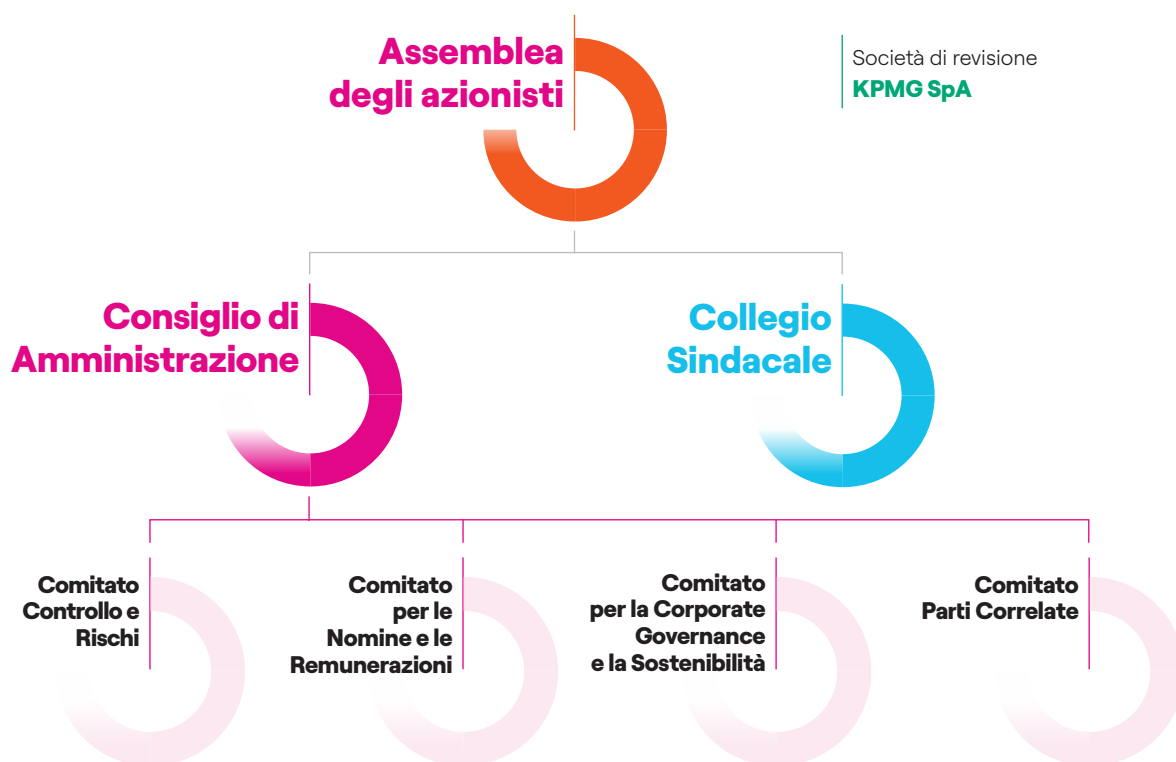 Assemblea
degli azionisti
Società di revisione
KPMG SpA
Consiglio di
Amministrazione
Collegio
Sindacale
Comitato
Controllo e
Rischi
Comitato
per le
Nomine e le
Remunerazioni
Comitato
per la Corporate
Governance
e la Sostenibilità
Comitato
Parti Correlate